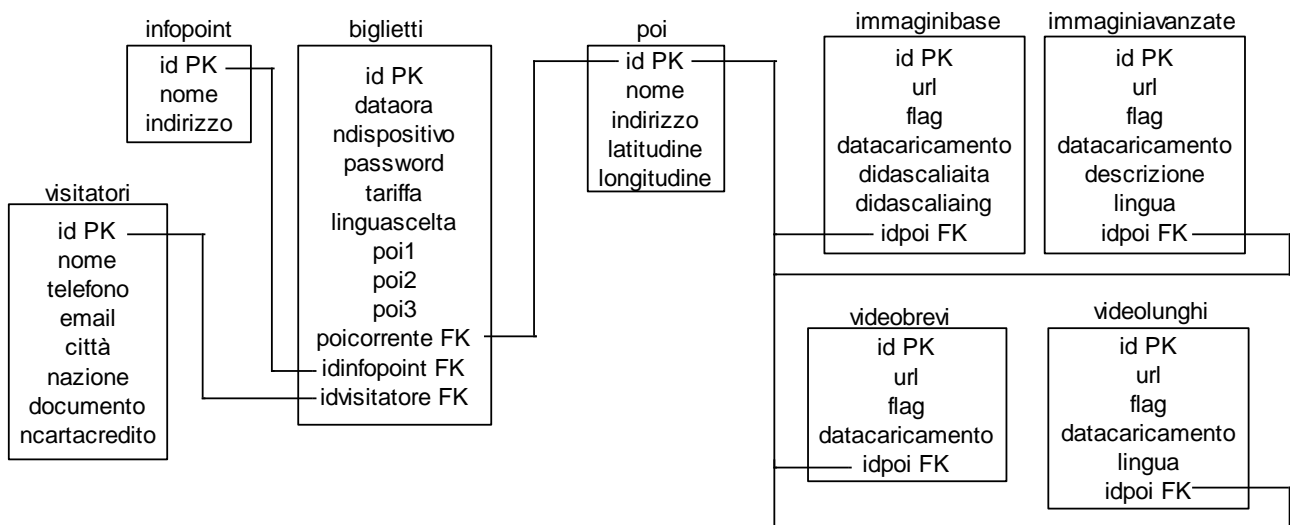 infopoint
id PK
nome
indirizzo
visitatori
id PK
nome
telefono
email
città
nazione
documento
ncartacredito
biglietti
id PK
dataora
ndispositivo
password
tariffa
linguascelta
poi1
poi2
poi3
poicorrente FK
idinfopoint FK
idvisitatore FK
poi
id PK
nome
indirizzo
latitudine
longitudine
immaginibase
id PK
url
flag
datacaricamento
didascaliaita
didascaliaing
idpoi FK
immaginiavanzate
id PK
url
flag
datacaricamento
descrizione
lingua
idpoi FK
videobrevi
id PK
url
flag
datacaricamento
idpoi FK
videolunghi
id PK
url
flag
datacaricamento
lingua
idpoi FK